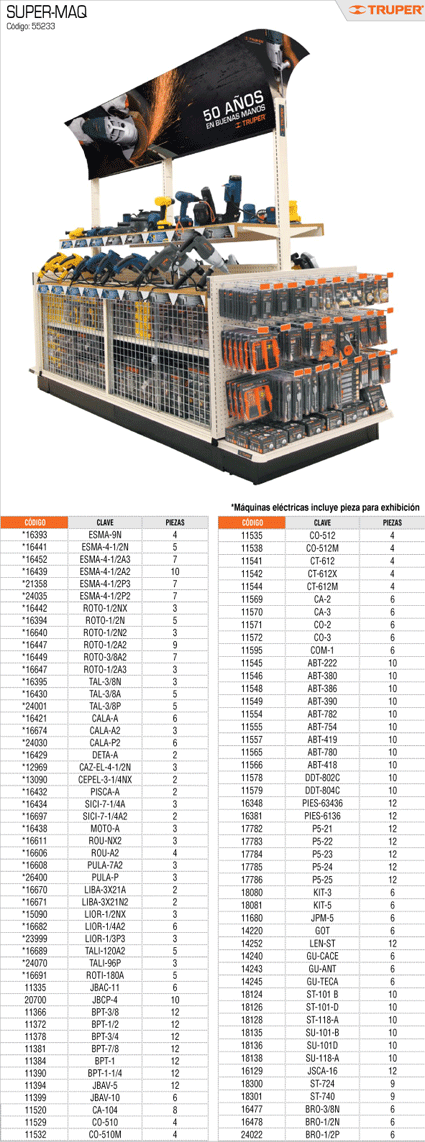 SUPER-MAQ
Código: 55233
TRUPER
TRUPER
50 AÑOS
EN BUENAS MANOS
TRUPER
*Máquinas eléctricas incluye pieza para exhibición
CÓDIGO CLAVE PIEZAS
*16393 ESMA-9N 4
*16441 ESMA-4-1/2N 5
*16452 ESMA-4-1/2A3 7
*16439 ESMA-4-1/2A2 10
*21358 ESMA-4-1/2P3 7
*24035 ESMA-4-1/2P2 7
*16442 ROTO-1/2NX 3
*16394 ROTO-1/2N 5
*16640 ROTO-1/2N2 3
*16447 ROTO-1/2A2 9
*16449 ROTO-3/8A2 7
*16647 ROTO-1/2A3 3
*16395 TAL-3/8N 3
*16430 TAL-3/8A 5
*24001 TAL-3/8P 5
*16421 CALA-A 6
*16674 CALA-A2 3
*24030 CALA-P2 6
*16429 DETA-A 2
*12969 CAZ-EL-4-1/2N 3
*13090 CEPEL-3-1/4NX 2
*16432 PISCA-A 2
*16434 SICI-7-1/4A 3
*16697 SICI-7-1/4A2 2
*16438 MOTO-A 3
*16611 ROU-NX2 3
*16606 ROU-A2 4
*16608 PULA-7A2 3
*26400 PULA-P 3
*16670 LIBA-3X21A 2
*16671 LIBA-3X21N2 2
*15090 LIOR-1/2NX 3
*16682 LIOR-1/4A2 6
*23999 LIOR-1/3P3 3
*16689 TALI-120A2 5
*24070 TALI-96P 3
*16691 ROTI-180A 5
11335 JBAC-11 6
20700 JBCP-4 10
11366 BPT-3/8 12
11372 BPT-1/2 12
11378 BPT-3/4 12
11381 BPT-7/8 12
11384 BPT-1 12
11390 BPT-1-1/4 12
11394 JBAV-5 12
11399 JBAV-10 6
11520 CA-104 8
11529 CO-510 4
11532 CO-510M 4
CÓDIGO CLAVE PIEZAS
11535 CO-512 4
11538 CO-512M 4
11541 CT-612 4
11542 CT-612X 4
11544 CT-612M 4
11569 CA-2 6
11570 CA-3 6
11571 CO-2 6
11572 CO-3 6
11595 COM-1 6
11545 ABT-222 10
11546 ABT-380 10
11548 ABT-386 10
11549 ABT-390 10
11554 ABT-782 10
11555 ABT-754 10
11557 ABT-419 10
11565 ABT-780 10
11566 ABT-418 10
11578 DDT-802C 10
11579 DDT-804C 10
16348 PIES-63436 12
16381 PIES-6136 12
17782 P5-21 12
17783 P5-22 12
17784 P5-23 12
17785 P5-24 12
17786 P5-25 12
18080 KIT-3 6
18081 KIT-5 6
11680 JPM-5 6
14220 GOT 6
14252 LEN-ST 12
14240 GU-CACE 6
14243 GU-ANT 6
14245 GU-TECA 6
18124 ST-101 B 10
18126 ST-101-D 10
18128 ST-118-A 10
18135 SU-101-B 10
18136 SU-101D 10
18138 SU-118-A 10
16129 JSCA-16 12
18300 ST-724 9
18301 ST-740 9
16477 BRO-3/8N 6
16478 BRO-1/2N 6
24022 BRO-1/2P 6